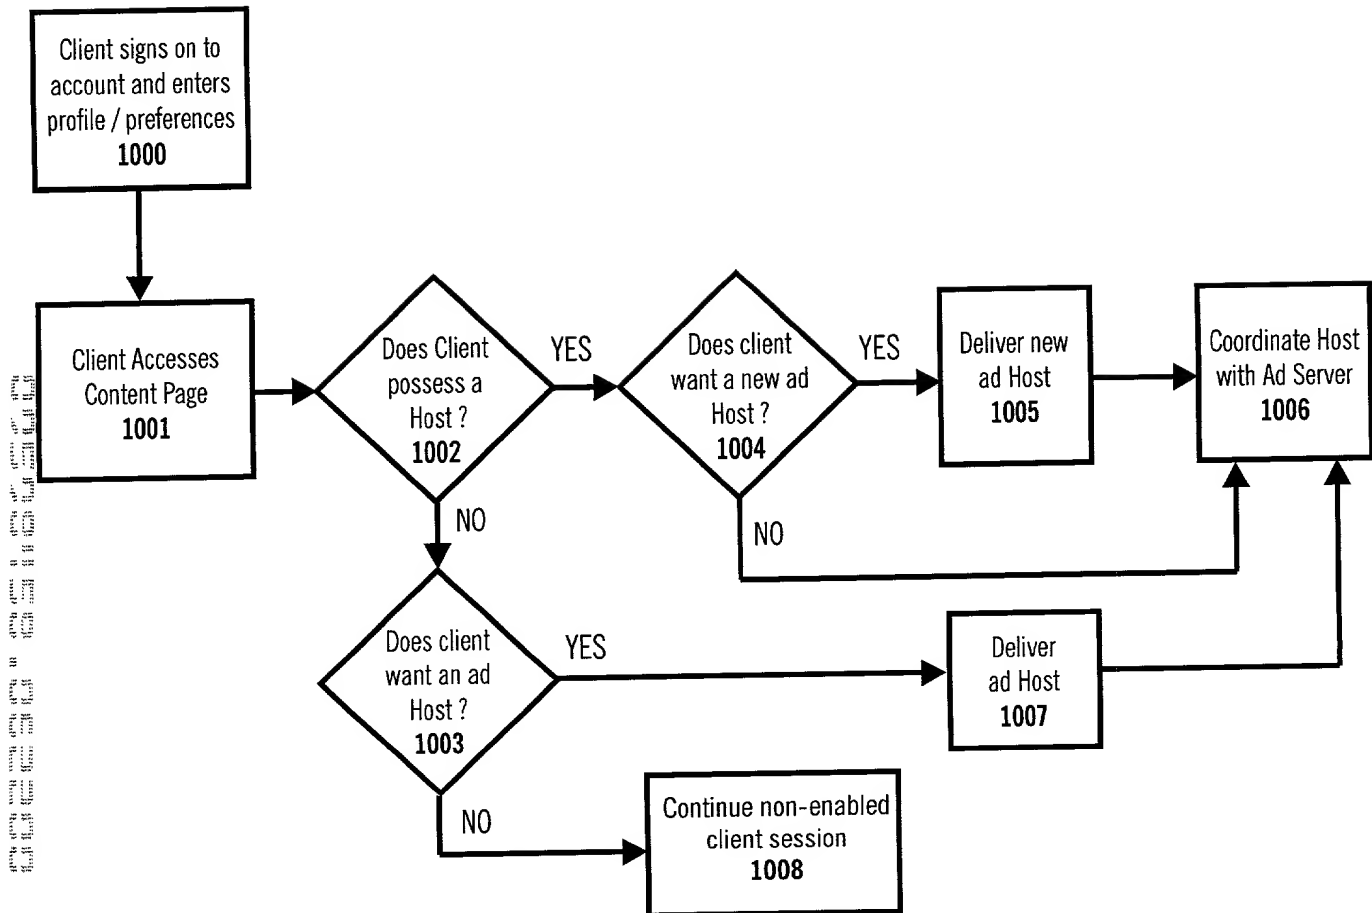 Client signs on to
account and enters
profile / preferences
1000
Client Accesses
Content Page
1001
Does Client
possess a
Host ?
1002
YES
NO
Does client
want a new ad
Host ?
1004
YES
NO
Deliver new
ad Host
1005
Coordinate Host
with Ad Server
1006
Does client
want an ad
Host ?
1003
YES
NO
Deliver
ad Host
1007
Continue non-enabled
client session
1008